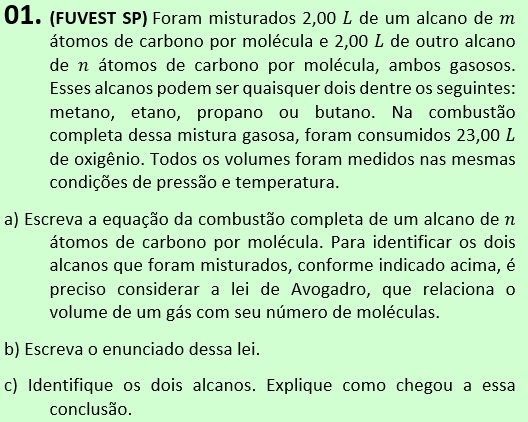 01. (FUVEST SP) Foram misturados 2,00 L de um alcano de m
átomos de carbono por molécula e 2,00 L de outro alcano
de n átomos de carbono por molécula, ambos gasosos.
Esses alcanos podem ser quaisquer dois dentre os seguintes:
metano, etano, propano ou butano. Na combustão
completa dessa mistura gasosa, foram consumidos 23,00 L
de oxigênio. Todos os volumes foram medidos nas mesmas
condições de pressão e temperatura.
a) Escreva a equação da combustão completa de um alcano de n
átomos de carbono por molécula. Para identificar os dois
alcanos que foram misturados, conforme indicado acima, é
preciso considerar a lei de Avogadro, que relaciona o
volume de um gás com seu número de moléculas.
b) Escreva o enunciado dessa lei.
c) Identifique os dois alcanos. Explique como chegou a essa
conclusão.